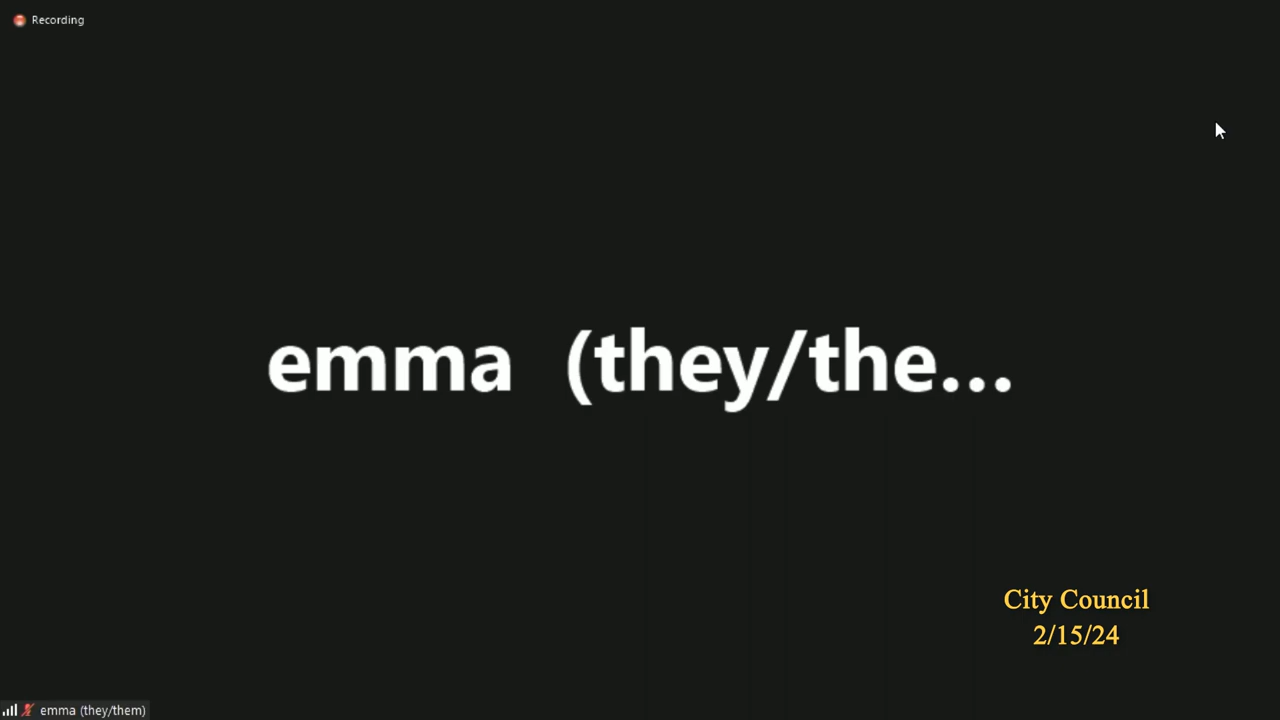 Recording
emma (they/the...
City Council
2/15/24
emma (they/them)